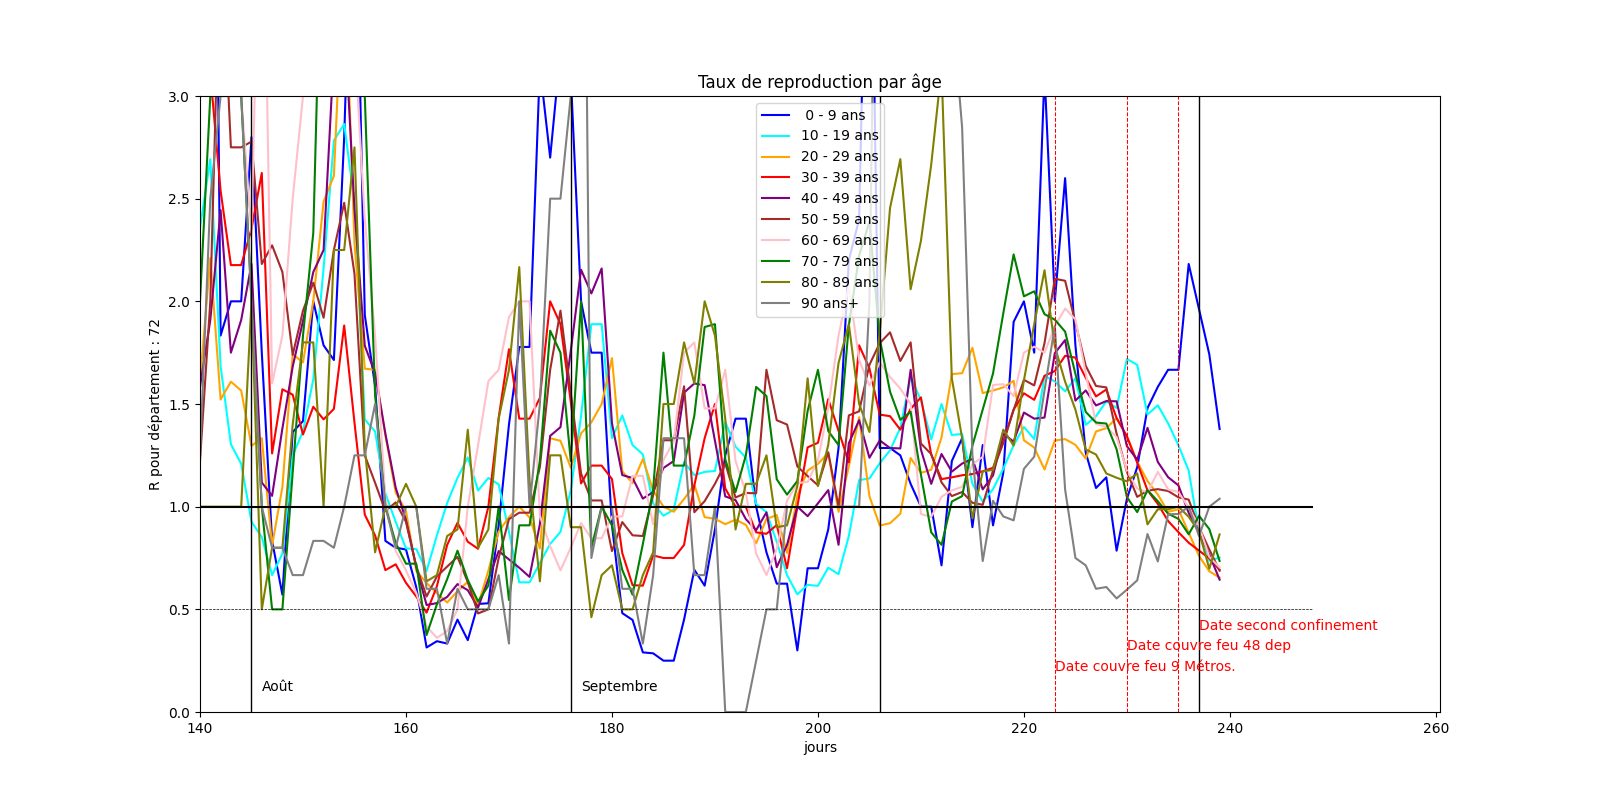 Taux de reproduction par âge
3.0
2.5
2.0
1.5
1.0
0.5
0.0
R pour département : 72
0 - 9 ans
10 - 19 ans
20 - 29 ans
30 - 39 ans
40 - 49 ans
50 - 59 ans
60 - 69 ans
70 - 79 ans
80 - 89 ans
90 ans+
Date second confinement
Date couvre feu 48 dep
Date couvre feu 9 Métros.
Août
Septembre
140 160 180 200 220 240 260
jours